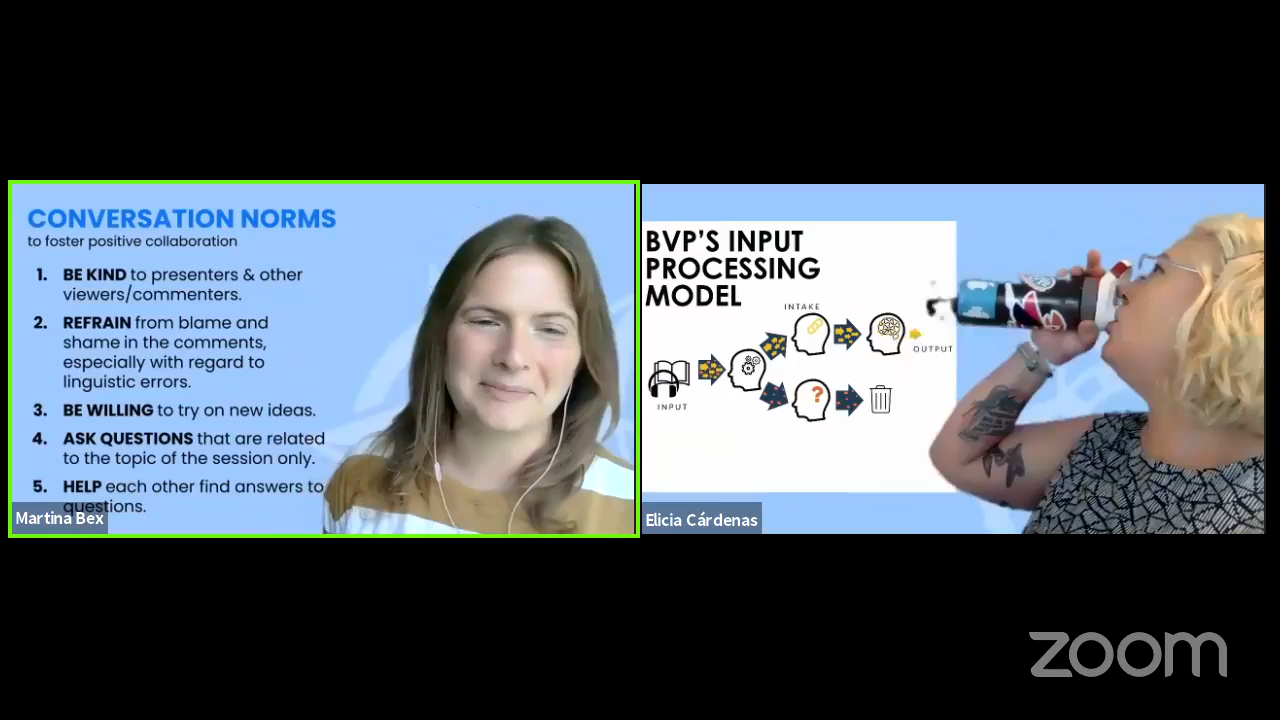 CONVERSATION NORMS
to foster positive collaboration
1. BE KIND to presenters & other
viewers/commenters.
2. REFRAIN from blame and
shame in the comments,
especially with regard to
linguistic errors.
3. BE WILLING to try on new ideas.
4. ASK QUESTIONS that are related
to the topic of the session only.
5. HELP each other find answers to
questions.
Martina Bex
BVP'S INPUT
PROCESSING
MODEL
INTAKE
OUTPUT
INPUT
?
Elicia Cárdenas
zoom